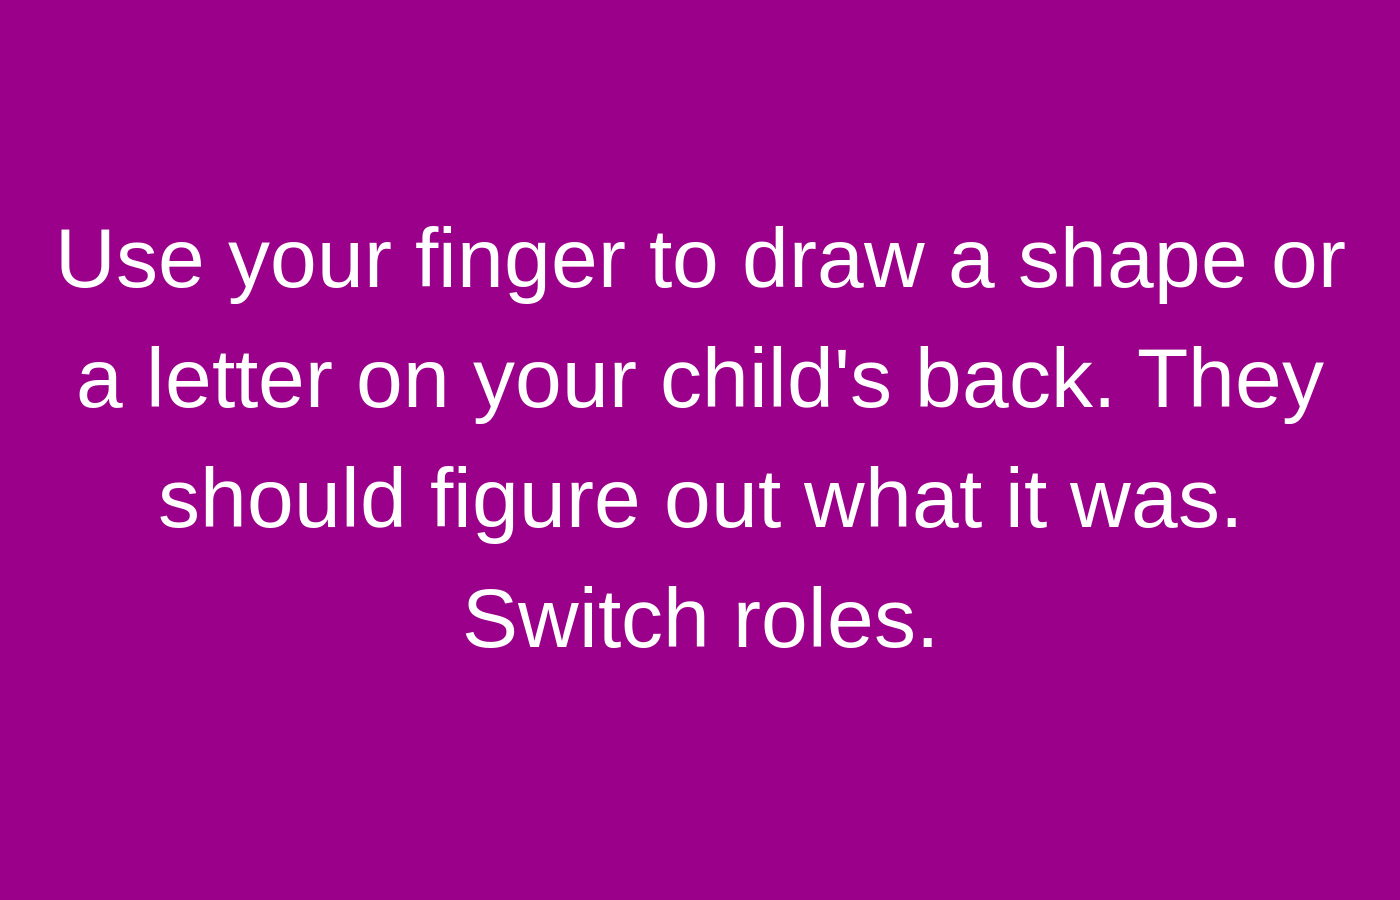 Use your finger to draw a shape or
a letter on your child's back. They
should figure out what it was.
Switch roles.